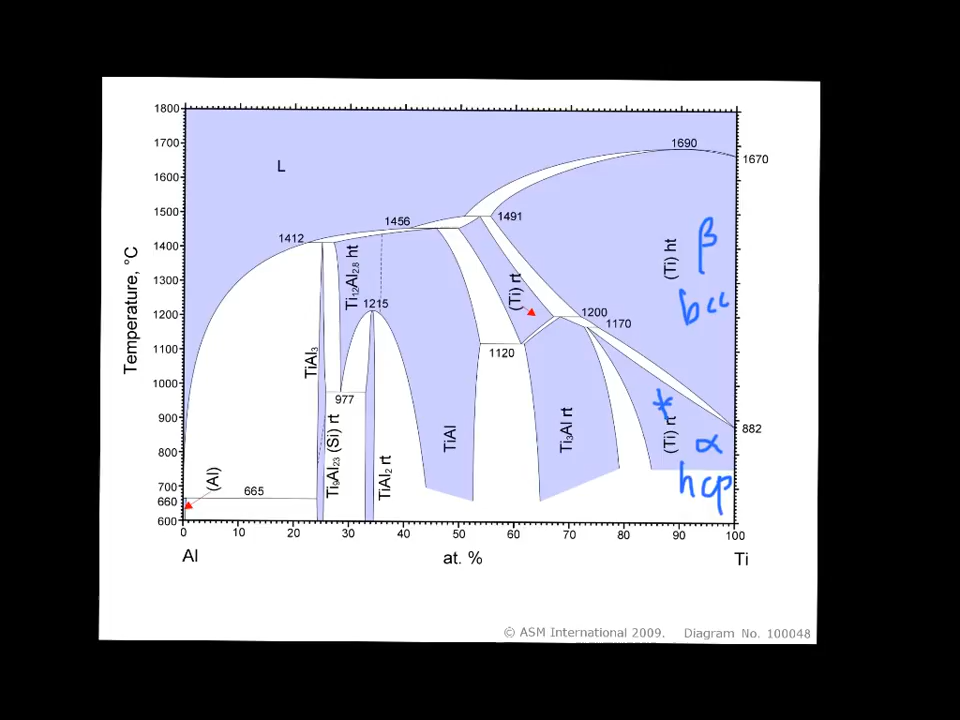 1800
1700
1600
1500
1400
1300
1200
1100
1000
900
800
700
660
600
Temperature, °C
L
1690
1670
1491
1456
1412
1215
1200
1170
1120
977
882
665
(Al)
TiAl3
Ti9Al23 (Si) rt
Ti12Al2.8 ht
TiAl2 rt
TiAl
(Ti) rt
Ti3Al rt
(Ti) ht
β
bcc
(Ti) rt
α
hcp
0 10 20 30 40 50 60 70 80 90 100
Al at. % Ti
© ASM International 2009. Diagram No. 100048